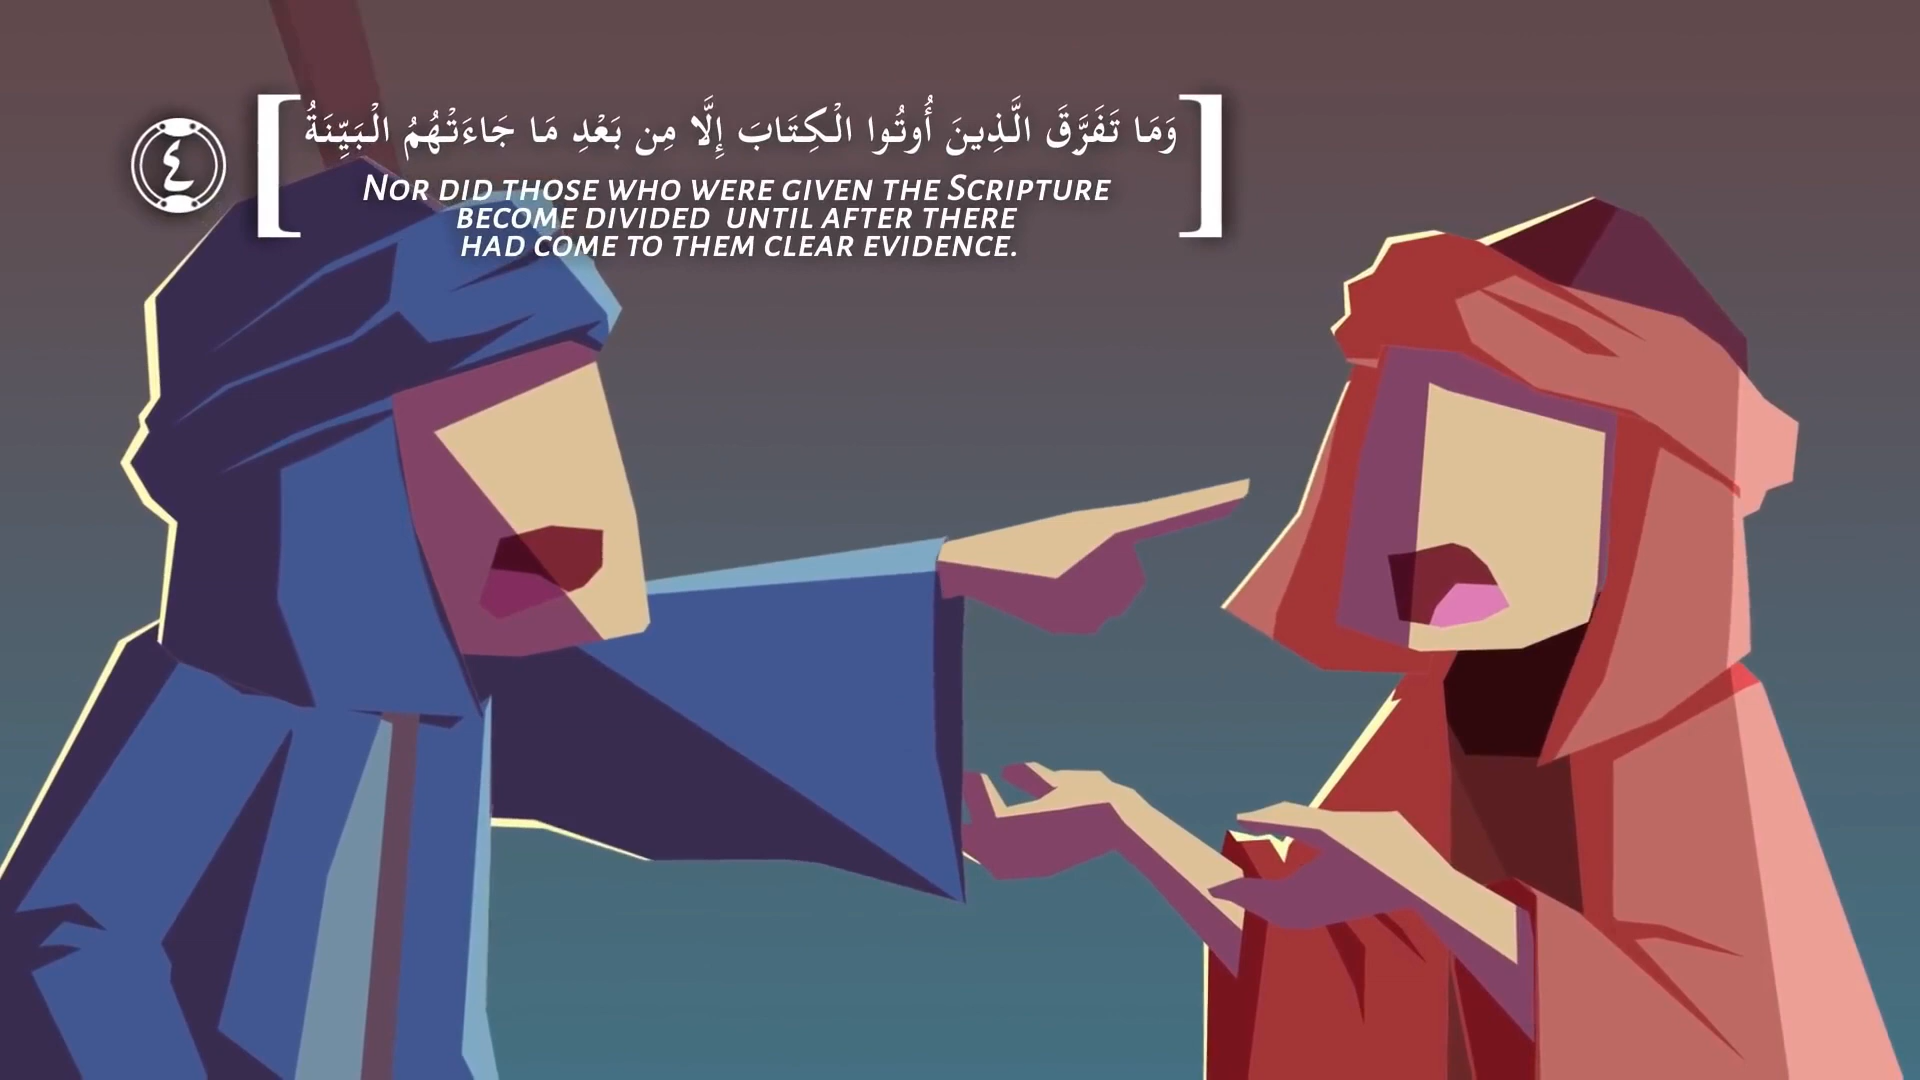 ٤
[وَمَا تَفَرَّقَ الَّذِينَ أُوتُوا الْكِتَابَ إِلَّا مِن بَعْدِ مَا جَاءَتْهُمُ الْبَيِّنَةُ]
Nor did those who were given the Scripture
become divided until after there
had come to them clear evidence.